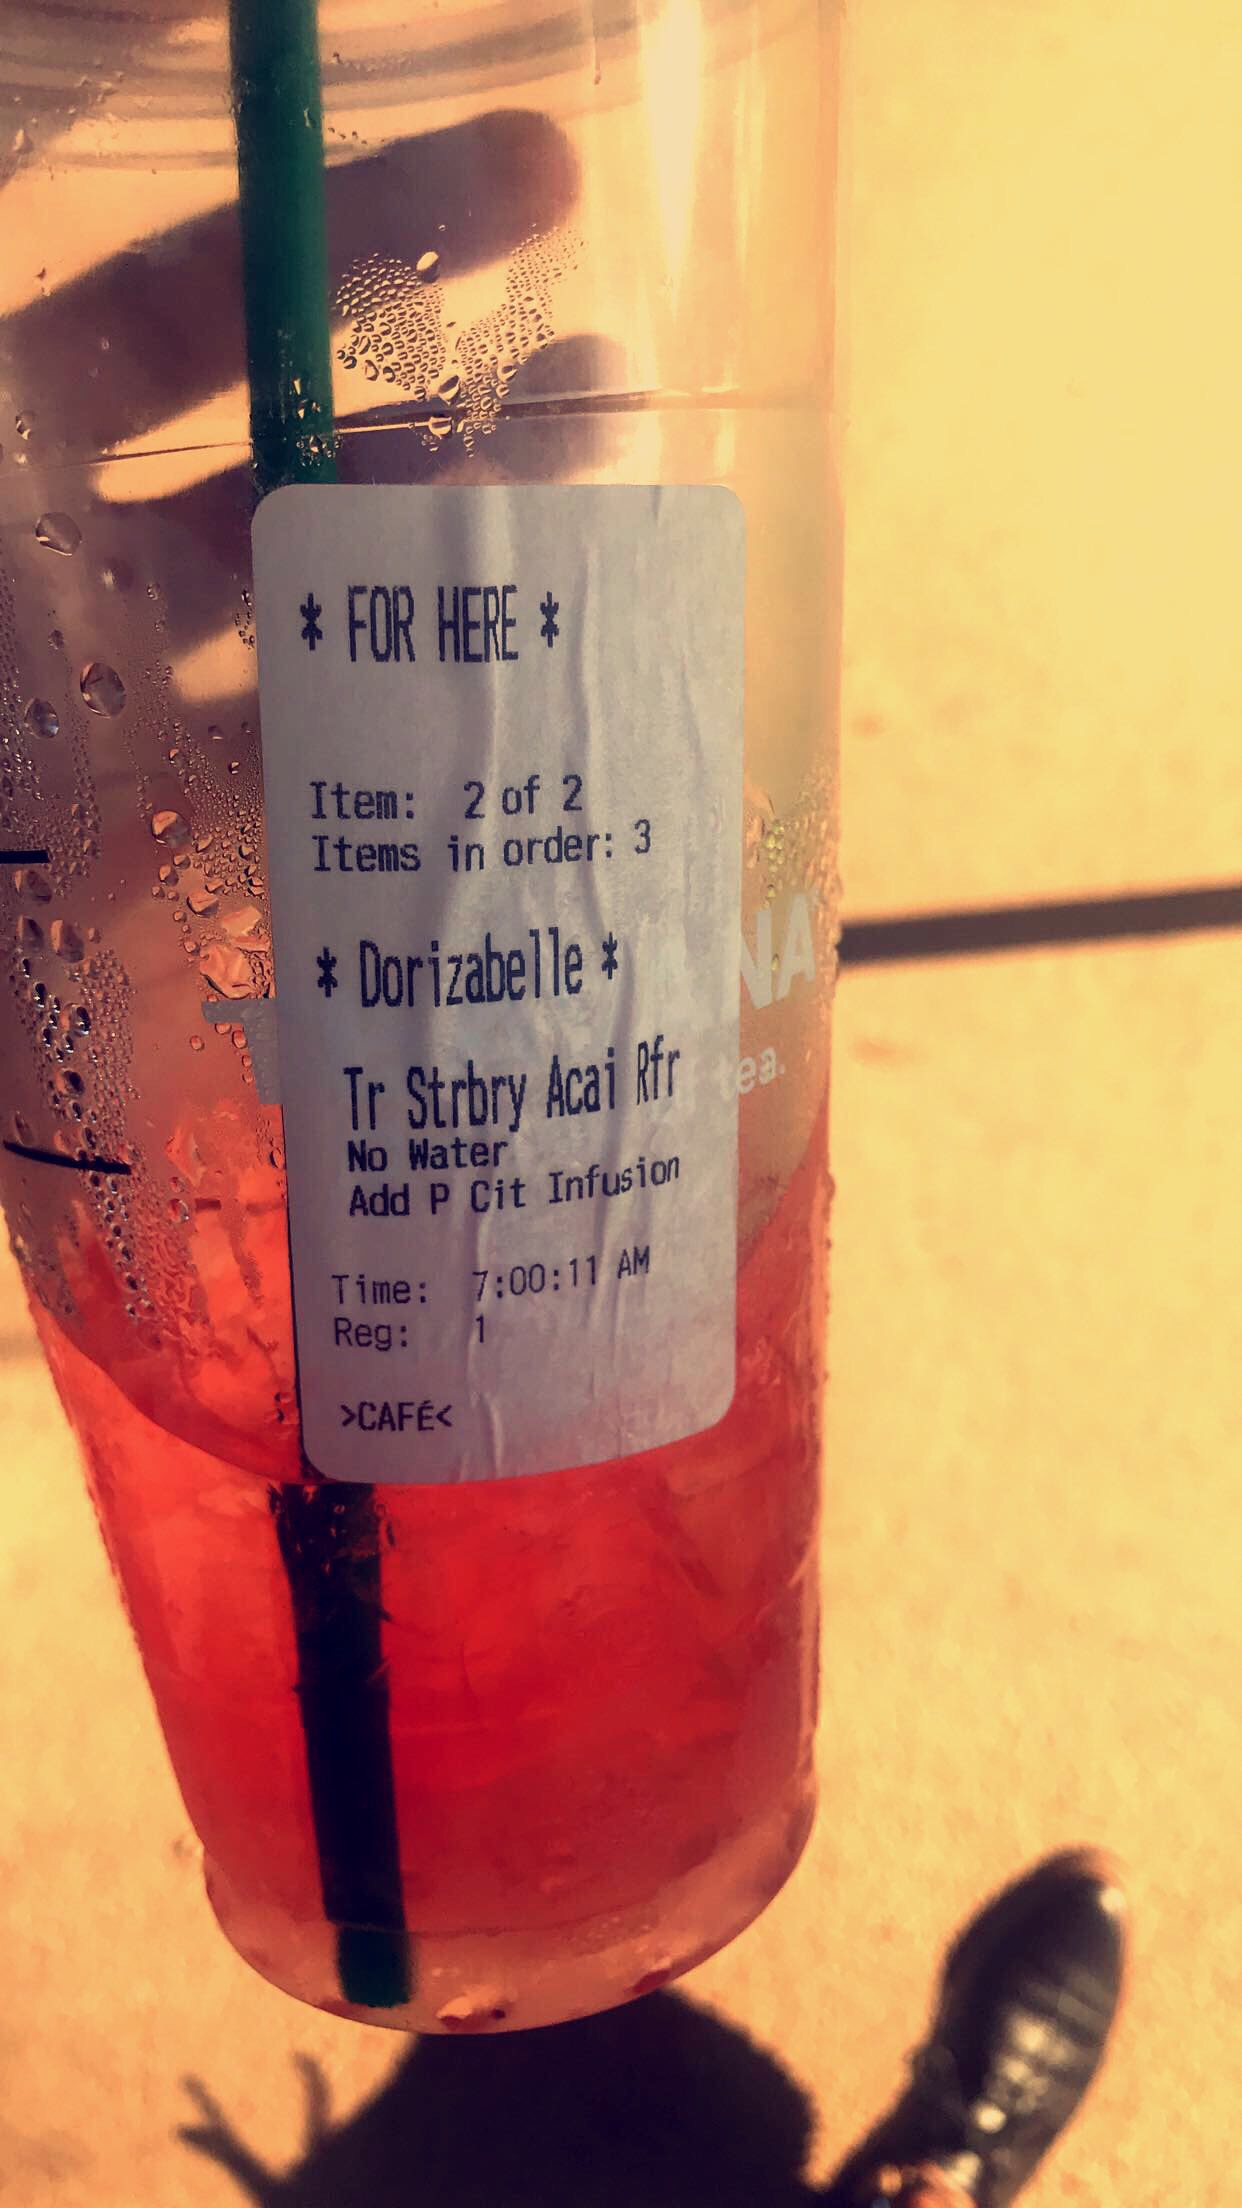 * FOR HERE *
Item: 2 of 2
Items in order: 3
* Dorizabelle *
Tr Strbry Acai Rfr
No Water
Add P Cit Infusion
Time: 7:00:11 AM
Reg: 1
>CAFÉ<
NA
tea.